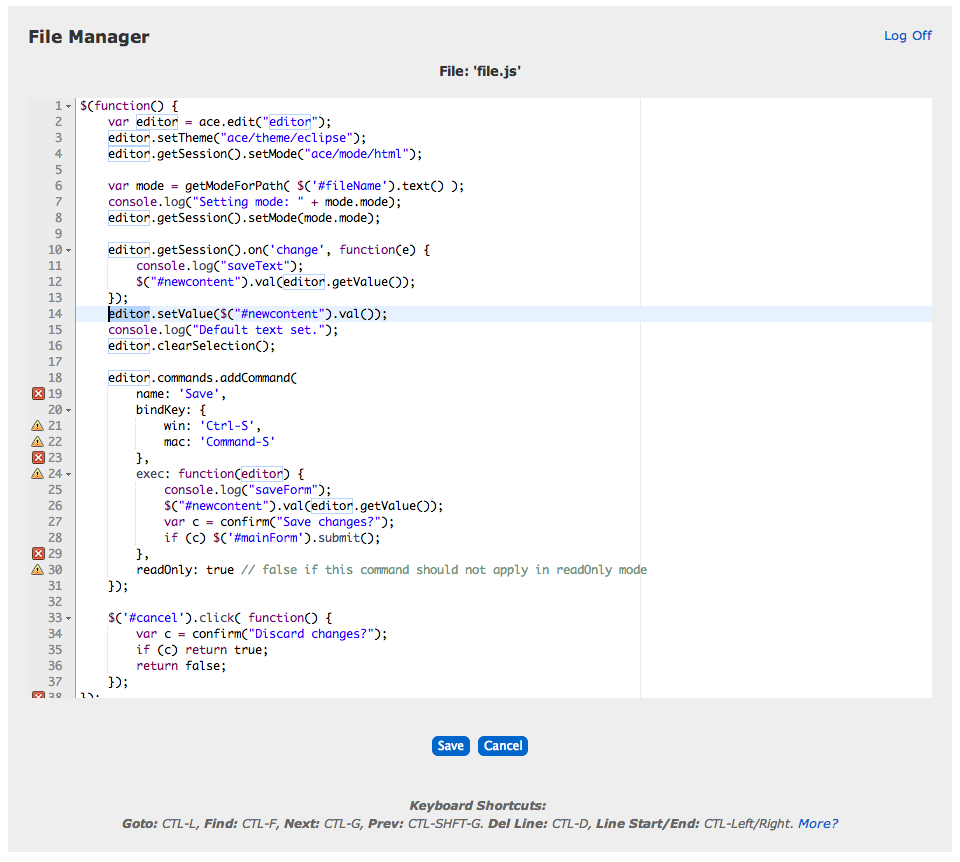 File Manager
Log Off
File: 'file.js'
1 $(function() {
2     var editor = ace.edit("editor");
3     editor.setTheme("ace/theme/eclipse");
4     editor.getSession().setMode("ace/mode/html");
5
6     var mode = getModeForPath( $('#fileName').text() );
7     console.log("Setting mode: " + mode.mode);
8     editor.getSession().setMode(mode.mode);
9
10     editor.getSession().on('change', function(e) {
11         console.log("saveText");
12         $("#newcontent").val(editor.getValue());
13     });
14     editor.setValue($("#newcontent").val());
15     console.log("Default text set.");
16     editor.clearSelection();
17
18     editor.commands.addCommand(
19         name: 'Save',
20         bindKey: {
21             win: 'Ctrl-S',
22             mac: 'Command-S'
23         },
24         exec: function(editor) {
25             console.log("saveForm");
26             $("#newcontent").val(editor.getValue());
27             var c = confirm("Save changes?");
28             if (c) $('#mainForm').submit();
29         },
30         readOnly: true // false if this command should not apply in readOnly mode
31     });
32
33     $('#cancel').click( function() {
34         var c = confirm("Discard changes?");
35         if (c) return true;
36         return false;
37     });
38 });
Save Cancel
Keyboard Shortcuts:
Goto: CTL-L, Find: CTL-F, Next: CTL-G, Prev: CTL-SHFT-G. Del Line: CTL-D, Line Start/End: CTL-Left/Right. More?